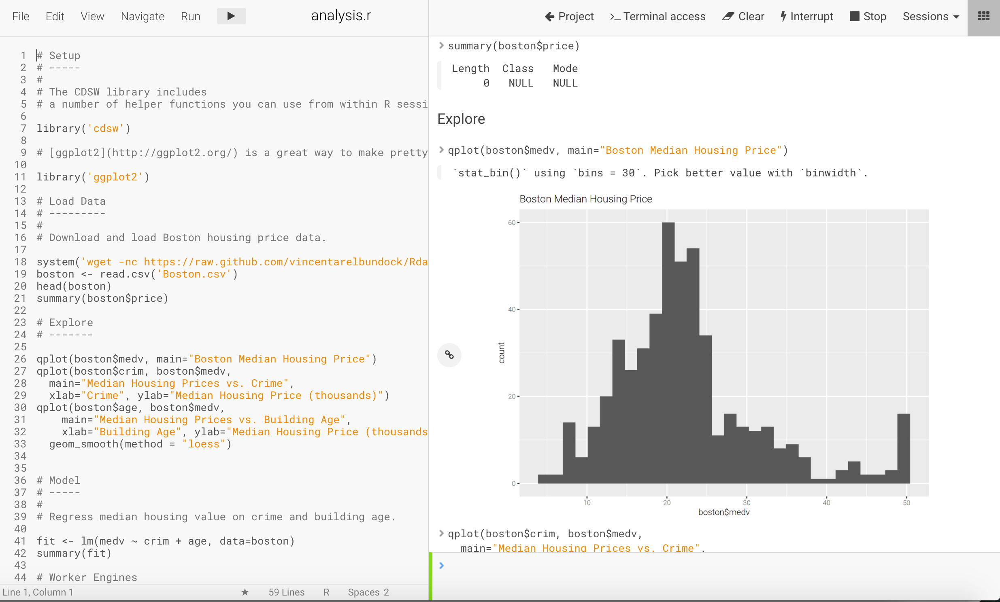 File Edit View Navigate Run analysis.r
Project >_ Terminal access Clear Interrupt Stop Sessions
1 # Setup
2 # -----
3 #
4 # The CDSW library includes
5 # a number of helper functions you can use from within R sessi
6
7 library('cdsw')
8
9 # [ggplot2](http://ggplot2.org/) is a great way to make pretty
10
11 library('ggplot2')
12
13 # Load Data
14 # ---------
15 #
16 # Download and load Boston housing price data.
17
18 system('wget -nc https://raw.github.com/vincentarelbundock/Rda
19 boston <- read.csv('Boston.csv')
20 head(boston)
21 summary(boston$price)
22
23 # Explore
24 # -------
25
26 qplot(boston$medv, main="Boston Median Housing Price")
27 qplot(boston$crim, boston$medv,
28   main="Median Housing Prices vs. Crime",
29   xlab="Crime", ylab="Median Housing Price (thousands)")
30 qplot(boston$age, boston$medv,
31     main="Median Housing Prices vs. Building Age",
32     xlab="Building Age", ylab="Median Housing Price (thousands
33   geom_smooth(method = "loess")
34
35
36 # Model
37 # -----
38 #
39 # Regress median housing value on crime and building age.
40
41 fit <- lm(medv ~ crim + age, data=boston)
42 summary(fit)
43
44 # Worker Engines
Line 1, Column 1 ★ 59 Lines R Spaces 2
> summary(boston$price)
Length Class Mode
0 NULL NULL
Explore
> qplot(boston$medv, main="Boston Median Housing Price")
`stat_bin()` using `bins = 30`. Pick better value with `binwidth`.
Boston Median Housing Price
60
40
20
0
count
10 20 30 40 50
boston$medv
> qplot(boston$crim, boston$medv,
main="Median Housing Prices vs. Crime",
>